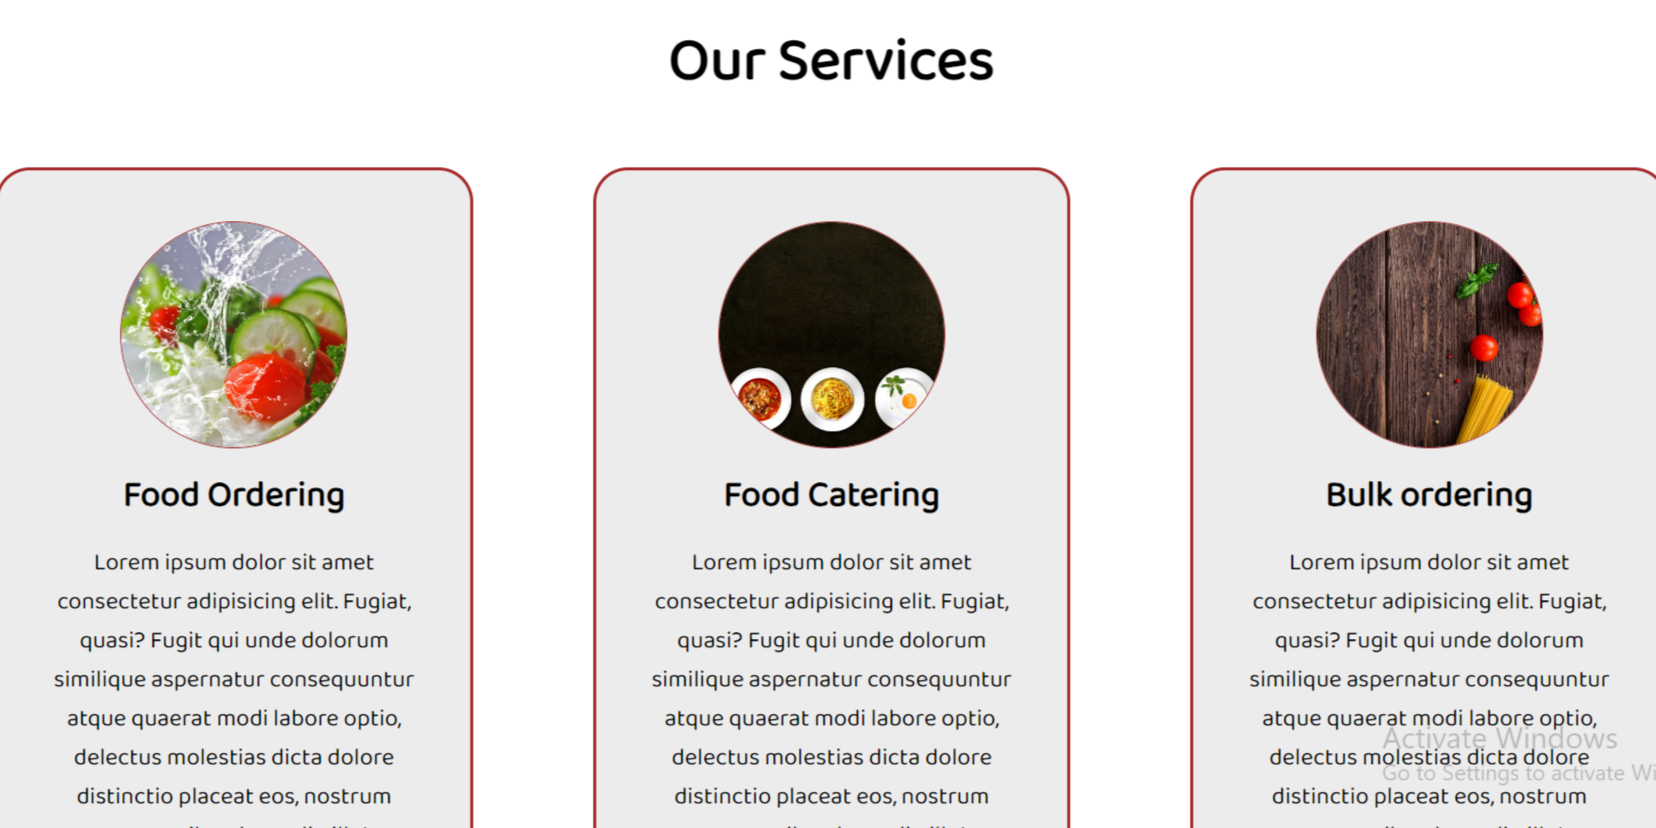 Our Services
Food Ordering
Lorem ipsum dolor sit amet
consectetur adipisicing elit. Fugiat,
quasi? Fugit qui unde dolorum
similique aspernatur consequuntur
atque quaerat modi labore optio,
delectus molestias dicta dolore
distinctio placeat eos, nostrum
Food Catering
Lorem ipsum dolor sit amet
consectetur adipisicing elit. Fugiat,
quasi? Fugit qui unde dolorum
similique aspernatur consequuntur
atque quaerat modi labore optio,
delectus molestias dicta dolore
distinctio placeat eos, nostrum
Bulk ordering
Lorem ipsum dolor sit amet
consectetur adipisicing elit. Fugiat,
quasi? Fugit qui unde dolorum
similique aspernatur consequuntur
atque quaerat modi labore optio,
delectus molestias dicta dolore
distinctio placeat eos, nostrum
Activate Windows
Go to Settings to activate Wi